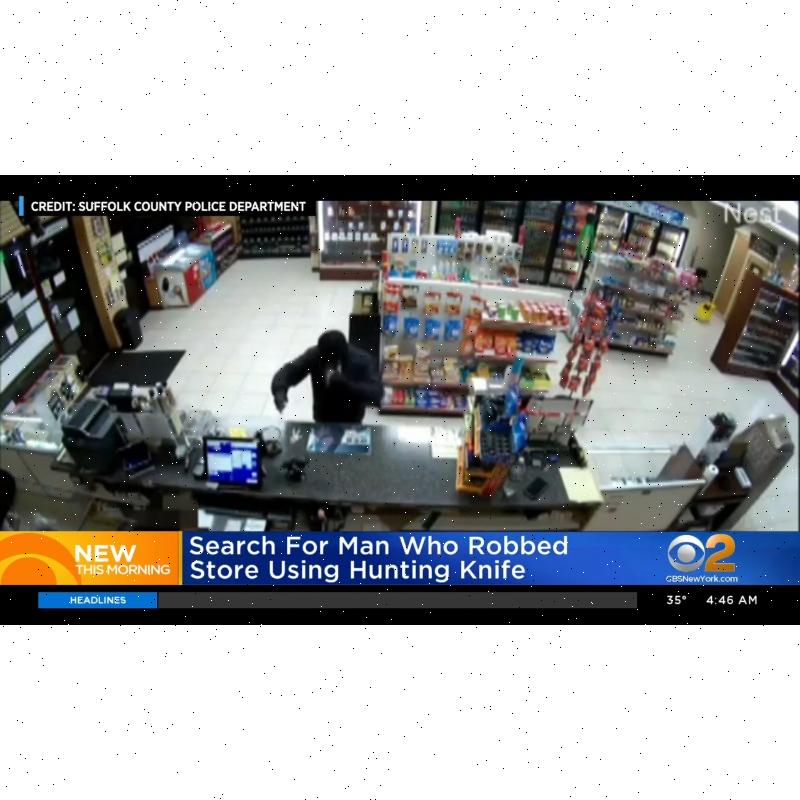 CREDIT: SUFFOLK COUNTY POLICE DEPARTMENT
Nest
NEW
THIS MORNING
Search For Man Who Robbed
Store Using Hunting Knife
2
CBSNewYork.com
HEADLINES
35° 4:46 AM